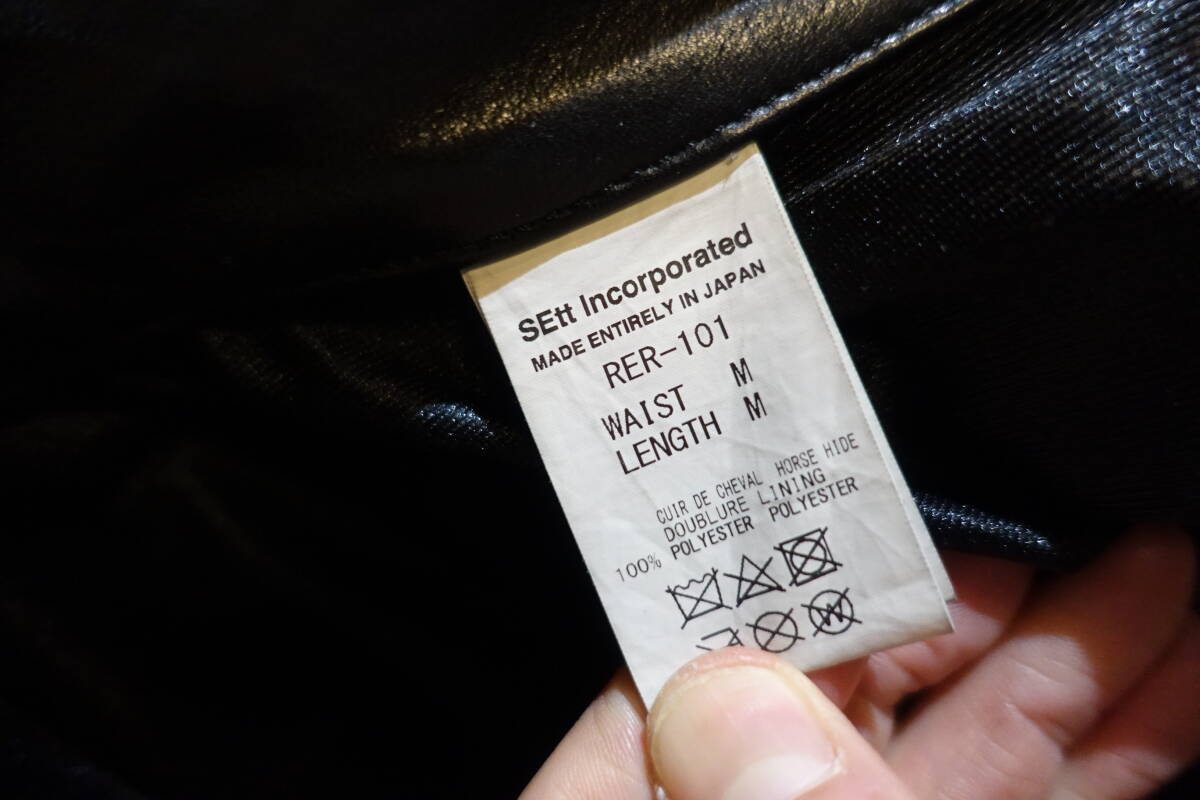 SEtt Incorporated
MADE ENTIRELY IN JAPAN
RER-101
WAIST M
LENGTH M
CUIR DE CHEVAL HORSE HIDE
DOUBLURE LINING
100% POLYESTER POLYESTER
W